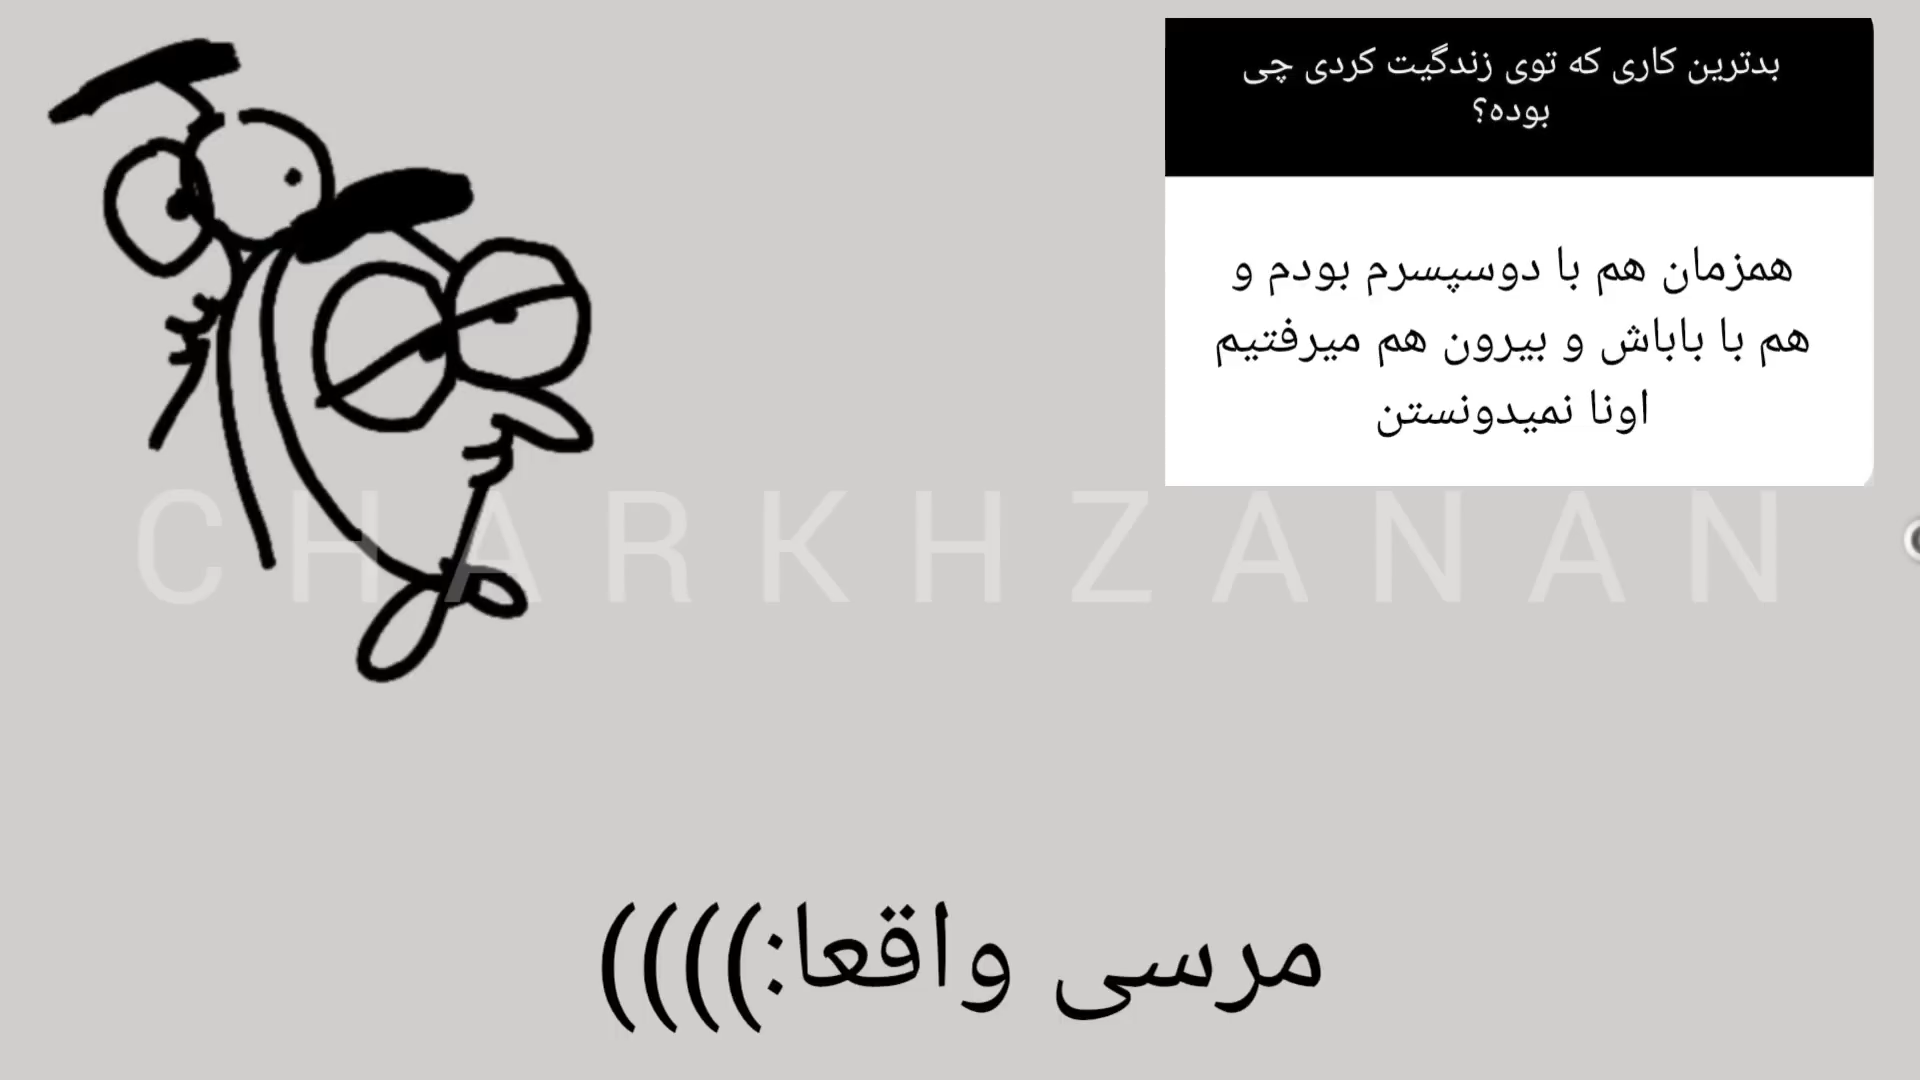 بدترین کاری که توی زندگیت کردی چی
بوده؟
همزمان هم با دوسپسرم بودم و
هم با باباش و بیرون هم میرفتیم
اونا نمیدونستن
CHARKHZANAN
مرسی واقعا:))))